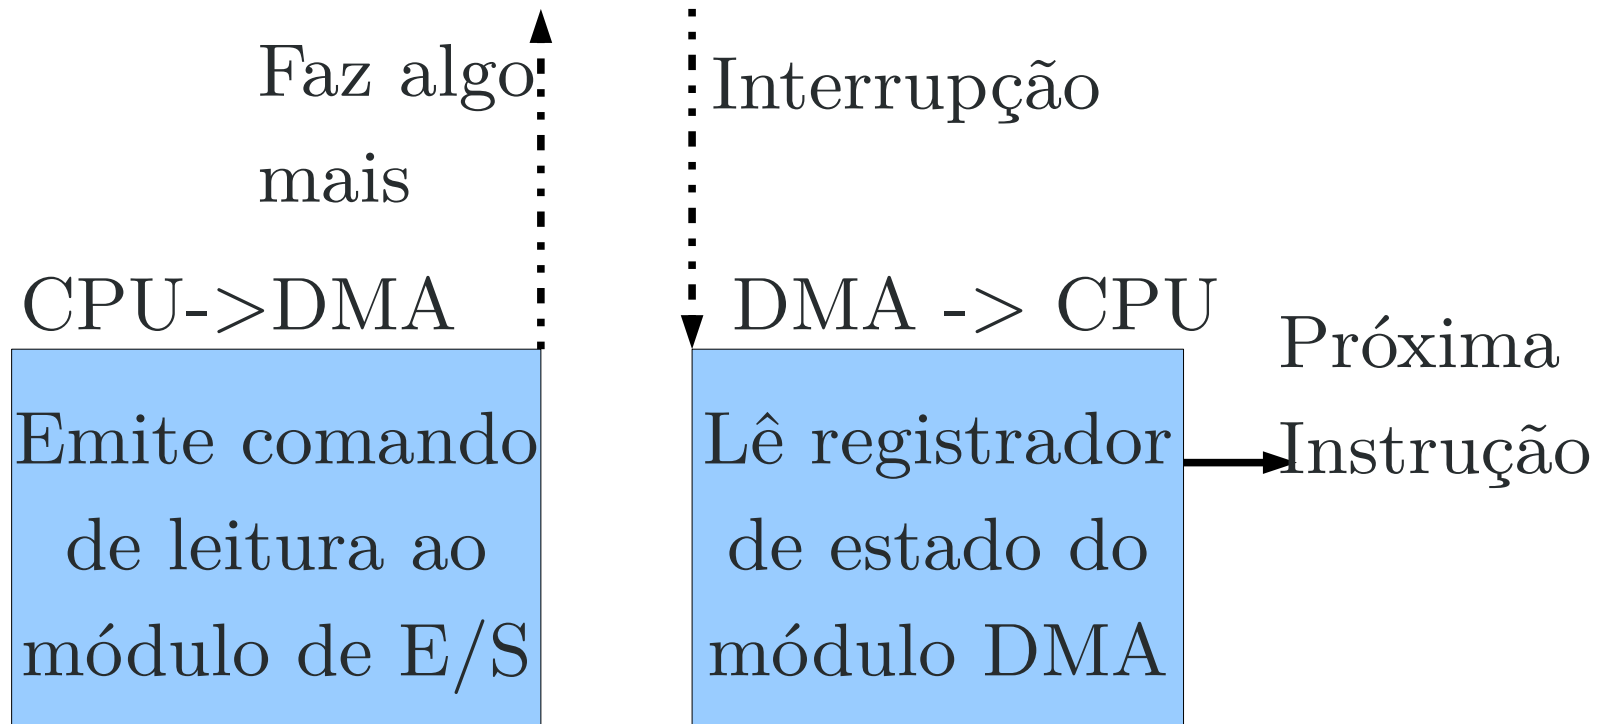 Faz algo
mais
Interrupção
CPU->DMA
DMA -> CPU
Próxima
Instrução
Emite comando
de leitura ao
módulo de E/S
Lê registrador
de estado do
módulo DMA